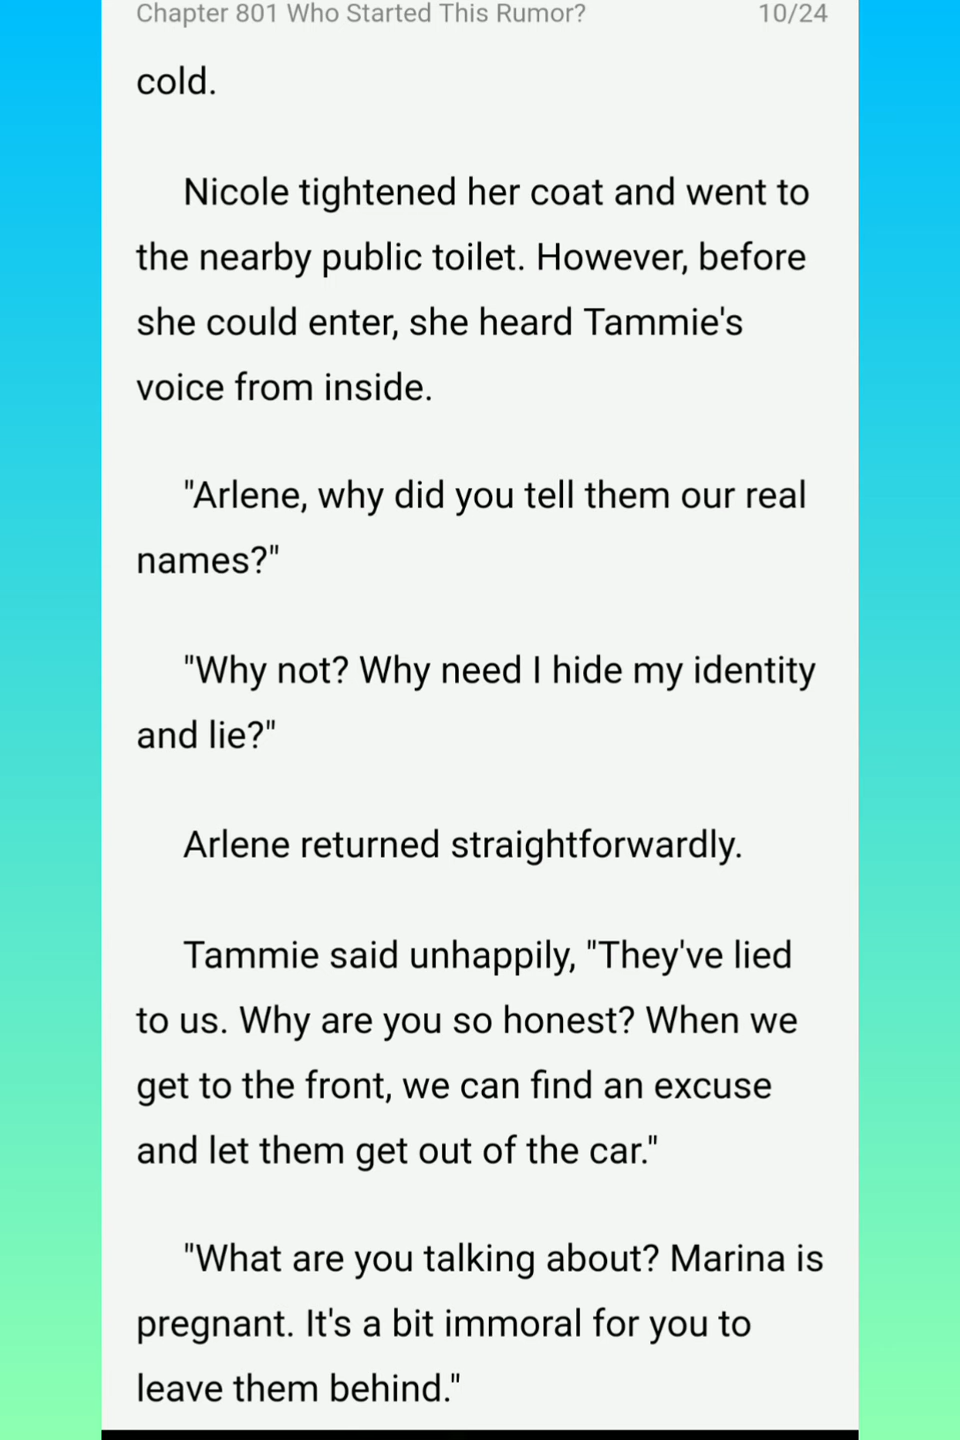 Chapter 801 Who Started This Rumor? 10/24
cold.
Nicole tightened her coat and went to
the nearby public toilet. However, before
she could enter, she heard Tammie's
voice from inside.
"Arlene, why did you tell them our real
names?"
"Why not? Why need I hide my identity
and lie?"
Arlene returned straightforwardly.
Tammie said unhappily, "They've lied
to us. Why are you so honest? When we
get to the front, we can find an excuse
and let them get out of the car."
"What are you talking about? Marina is
pregnant. It's a bit immoral for you to
leave them behind."